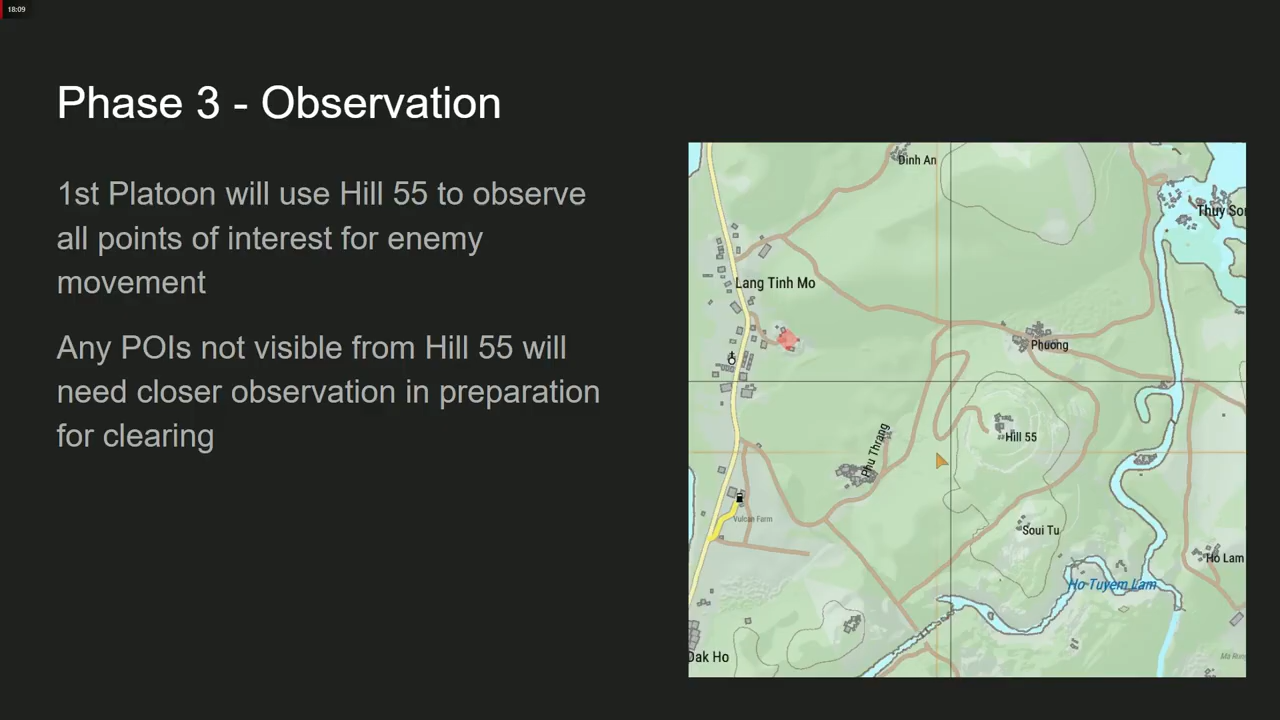 18:09
Phase 3 - Observation
1st Platoon will use Hill 55 to observe
all points of interest for enemy
movement
Any POIs not visible from Hill 55 will
need closer observation in preparation
for clearing
Dinh An
Thuy Son
Lang Tinh Mo
Phuong
Hill 55
Phu Thrang
Vulcan Farm
Soui Tu
Ho Lam
Ho Tuyem Lam
Dak Ho